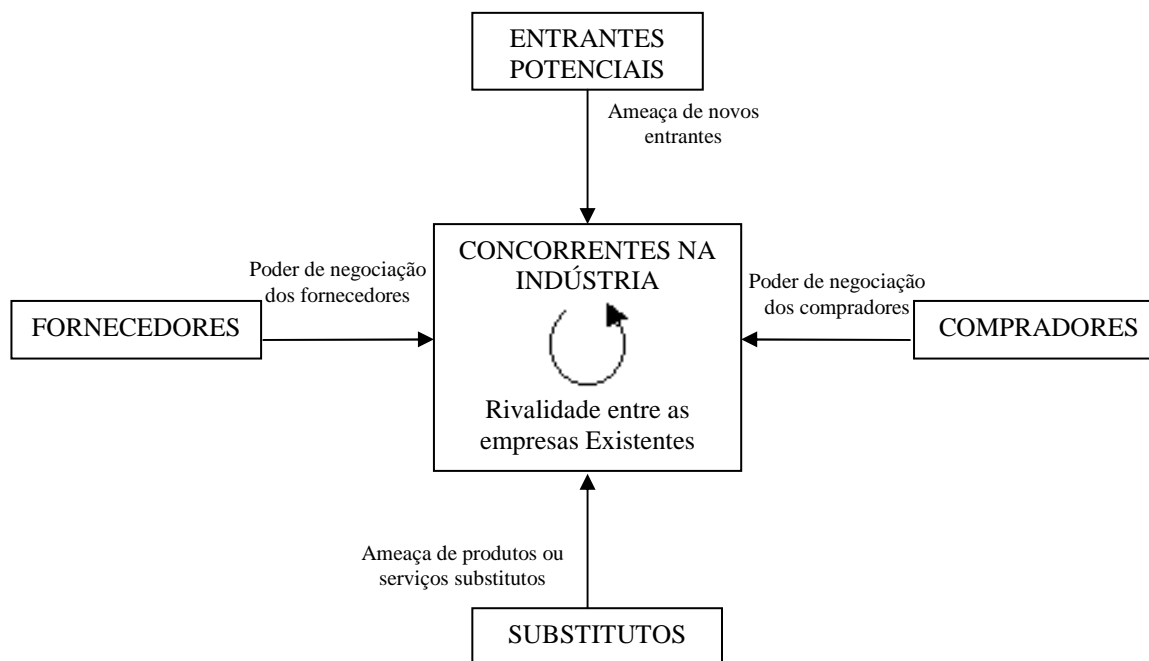 ENTRANTES
POTENCIAIS
Ameaça de novos
entrantes
CONCORRENTES NA
INDÚSTRIA
Poder de negociação
dos fornecedores
Poder de negociação
dos compradores
FORNECEDORES
COMPRADORES
Rivalidade entre as
empresas Existentes
Ameaça de produtos ou
serviços substitutos
SUBSTITUTOS